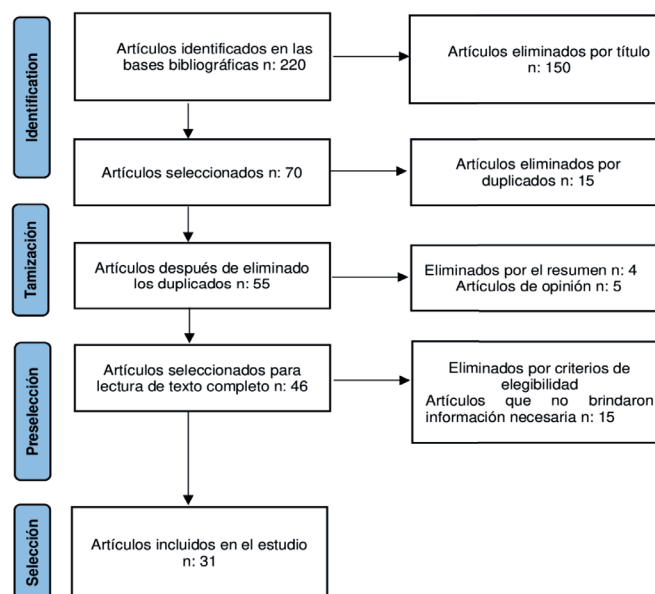 Identification
Artículos identificados en las
bases bibliográficas n: 220
Artículos eliminados por título
n: 150
Artículos seleccionados n: 70
Artículos eliminados por
duplicados n: 15
Tamización
Artículos después de eliminado
los duplicados n: 55
Eliminados por el resumen n: 4
Artículos de opinión n: 5
Preselección
Artículos seleccionados para
lectura de texto completo n: 46
Eliminados por criterios de
elegibilidad
Artículos que no brindaron
información necesaria n: 15
Selección
Artículos incluidos en el estudio
n: 31